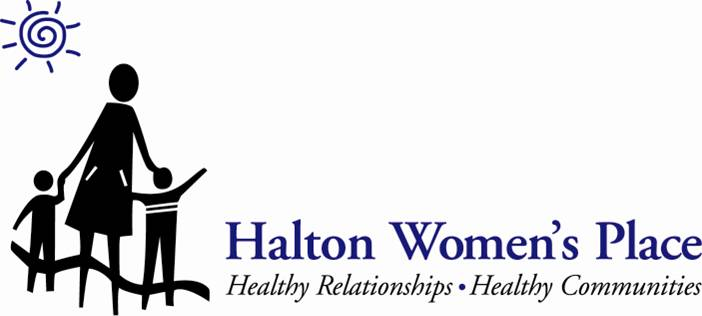 Halton Women's Place
Healthy Relationships • Healthy Communities